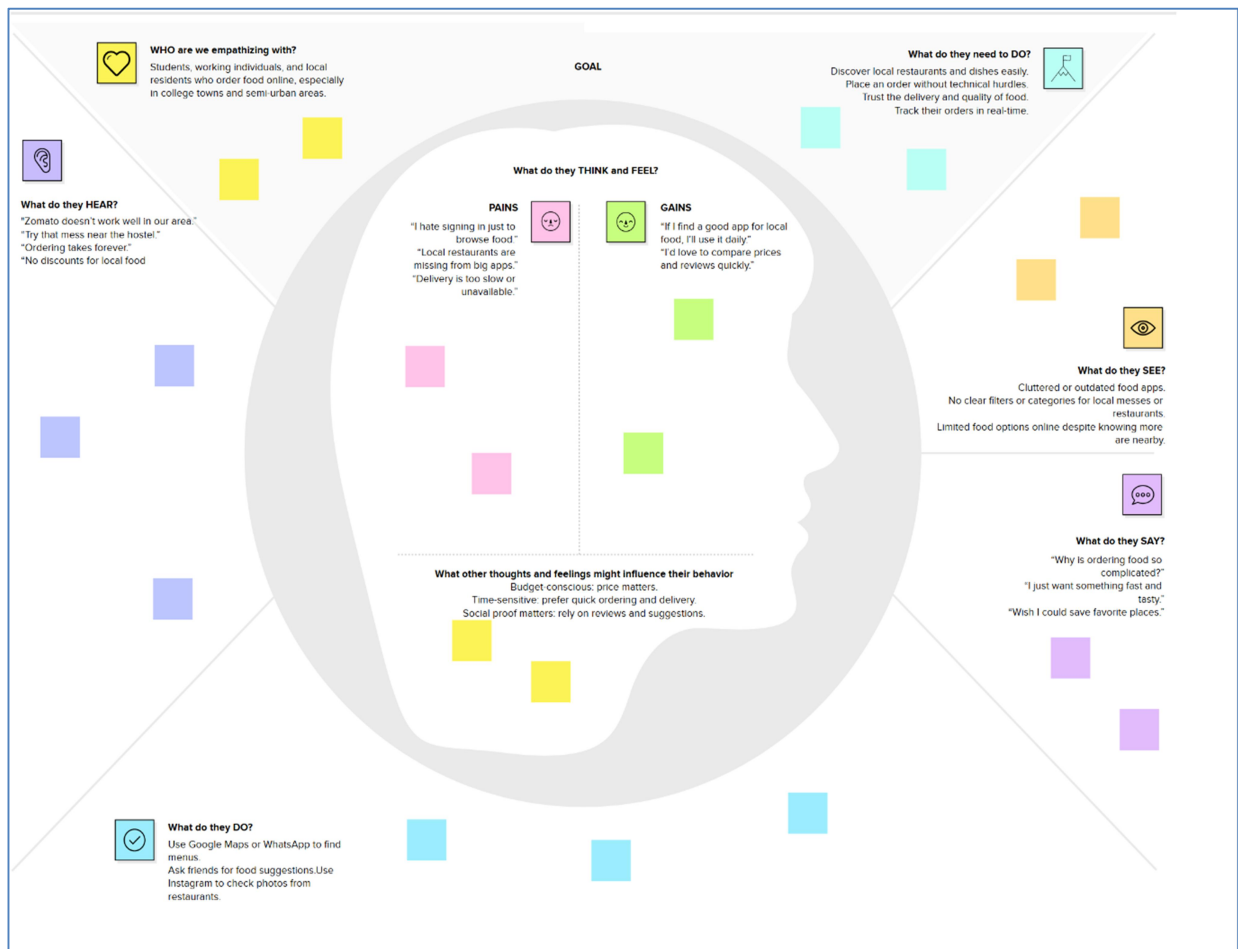 WHO are we empathizing with?
Students, working individuals, and local
residents who order food online, especially
in college towns and semi-urban areas.
GOAL
What do they need to DO?
Discover local restaurants and dishes easily.
Place an order without technical hurdles.
Trust the delivery and quality of food.
Track their orders in real-time.
What do they HEAR?
"Zomato doesn't work well in our area."
"Try that mess near the hostel."
"Ordering takes forever."
"No discounts for local food
What do they THINK and FEEL?
PAINS
"I hate signing in just to
browse food."
"Local restaurants are
missing from big apps."
"Delivery is too slow or
unavailable."
GAINS
"If I find a good app for local
food, I'll use it daily."
"I'd love to compare prices
and reviews quickly."
What do they SEE?
Cluttered or outdated food apps.
No clear filters or categories for local messes or
restaurants.
Limited food options online despite knowing more
are nearby.
What do they SAY?
"Why is ordering food so
complicated?"
"I just want something fast and
tasty."
"Wish I could save favorite places."
What other thoughts and feelings might influence their behavior
Budget-conscious: price matters.
Time-sensitive: prefer quick ordering and delivery.
Social proof matters: rely on reviews and suggestions.
What do they DO?
Use Google Maps or WhatsApp to find
menus.
Ask friends for food suggestions.Use
Instagram to check photos from
restaurants.